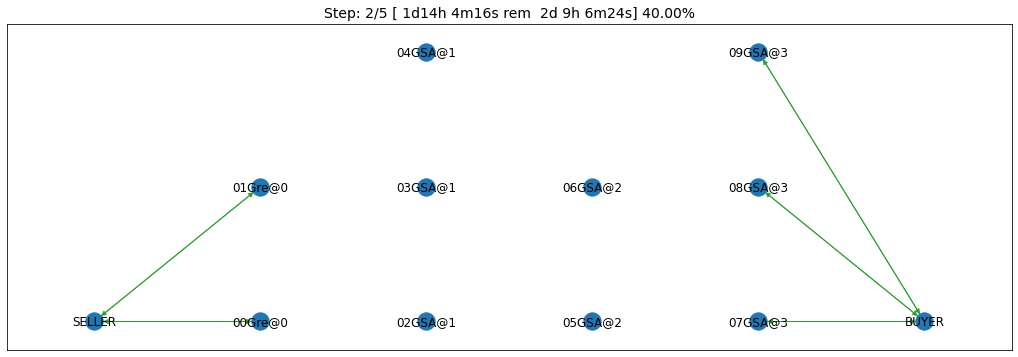 Step: 2/5 [ 1d14h 4m16s rem  2d 9h 6m24s] 40.00%
04GSA@1 09GSA@3
01Gre@0 03GSA@1 06GSA@2 08GSA@3
SELLER 00Gre@0 02GSA@1 05GSA@2 07GSA@3 BUYER